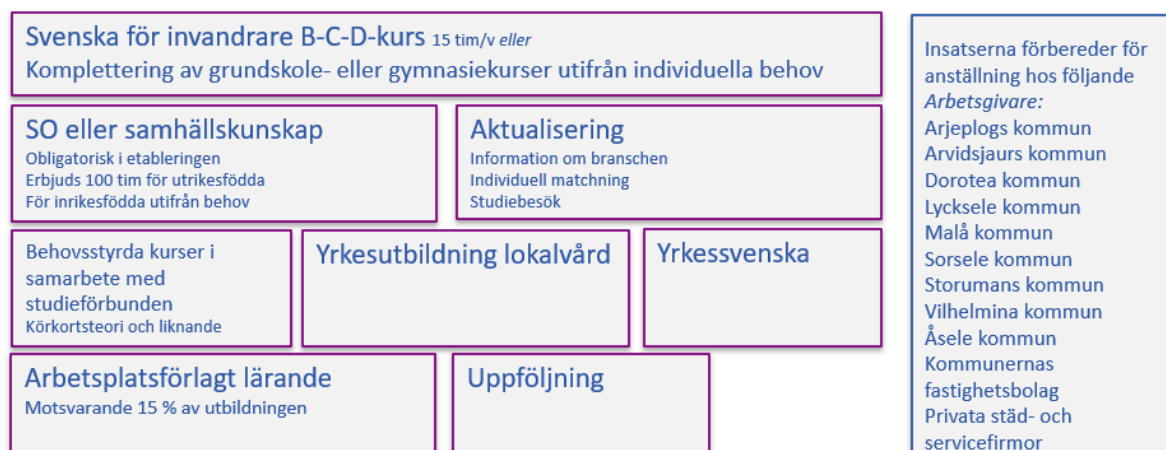 Svenska för invandrare B-C-D-kurs 15 tim/v eller
Komplettering av grundskole- eller gymnasiekurser utifrån individuella behov
SO eller samhällskunskap
Obligatorisk i etableringen
Erbjuds 100 tim för utrikesfödda
För inrikesfödda utifrån behov
Aktualisering
Information om branschen
Individuell matchning
Studiebesök
Behovsstyrda kurser i
samarbete med
studieförbunden
Körkortsteori och liknande
Yrkesutbildning lokalvård
Yrkessvenska
Arbetsplatsförlagt lärande
Motsvarande 15 % av utbildningen
Uppföljning
Insatserna förbereder för
anställning hos följande
Arbetsgivare:
Arjeplogs kommun
Arvidsjaurs kommun
Dorotea kommun
Lycksele kommun
Malå kommun
Sorsele kommun
Storumans kommun
Vilhelmina kommun
Åsele kommun
Kommunernas
fastighetsbolag
Privata städ- och
servicefirmor